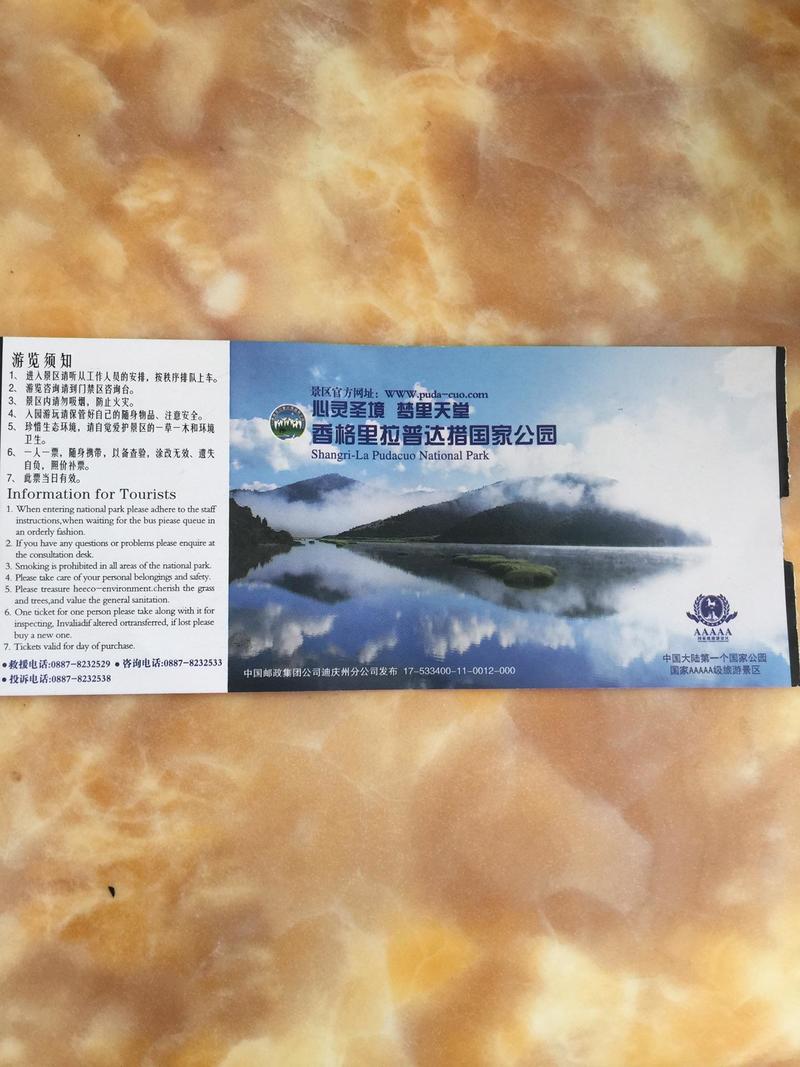 游览须知
1、进入景区请听从工作人员的安排，按秩序排队上车。
2、游览咨询请到门禁区咨询台。
3、景区内请勿吸烟，防止火灾。
4、入园游玩请保管好自己的随身物品、注意安全。
5、珍惜生态环境，请自觉爱护景区的一草一木和环境
卫生。
6、一人一票，随身携带，以备查验，涂改无效、遗失
自负，照价补票。
7、此票当日有效。
Information for Tourists
1. When entering national park please adhere to the staff
instructions,when waiting for the bus piease queue in
an orderly fashion.
2. If you have any questions or problems please enquire at
the consultation desk.
3. Smoking is prohibited in all areas of the national park.
4. Please take care of your personal belongings and safety.
5. Please treasure heeco-environment.cherish the grass
and trees,and value the general sanitation.
6. One ticket for one person please take along with it for
inspecting, Invaliadif altered ortransferred, if lost please
buy a new one.
7. Tickets valid for day of purchase.
●救援电话:0887-8232529 ●咨询电话:0887-8232533
●投诉电话:0887-8232538
景区官方网址：WWW.puda-cuo.com
心灵圣境 梦里天堂
香格里拉普达措国家公园
Shangri-La Pudacuo National Park
AAAAA
中国邮政集团公司迪庆州分公司发布 17-533400-11-0012-000
中国大陆第一个国家公园
国家AAAAA级旅游景区